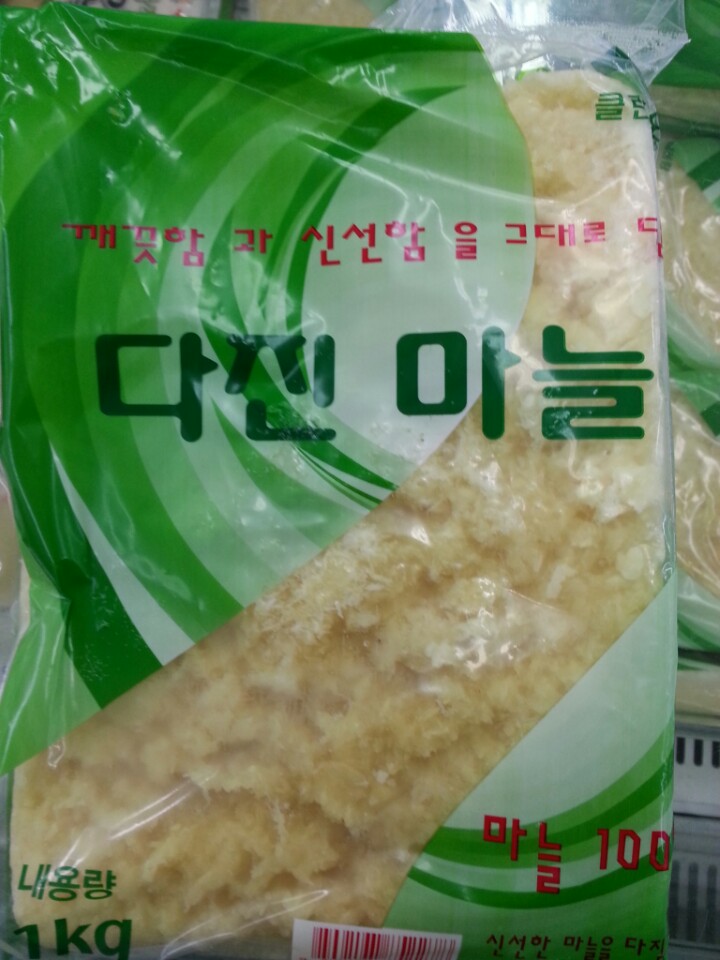 깨끗함 과 신선함 을 그대로
다진 마늘
마늘 100
내용량
1kg
신선한 마늘을 다진